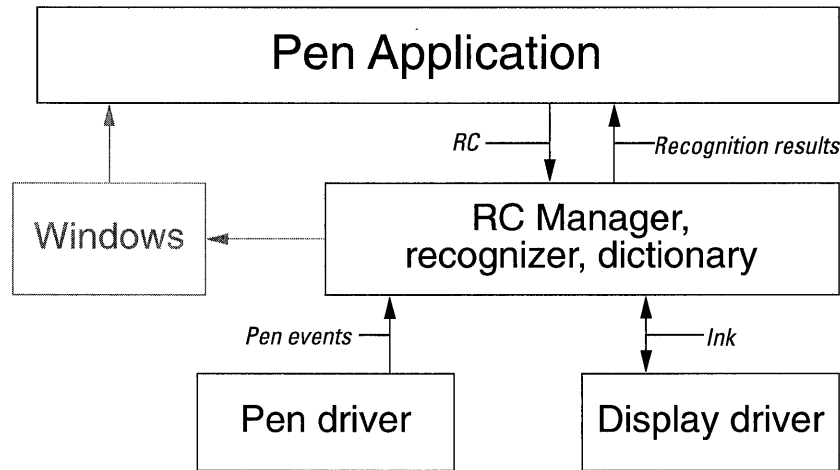 Pen Application
RC
Recognition results
Windows
RC Manager,
recognizer, dictionary
Pen events
Ink
Pen driver
Display driver